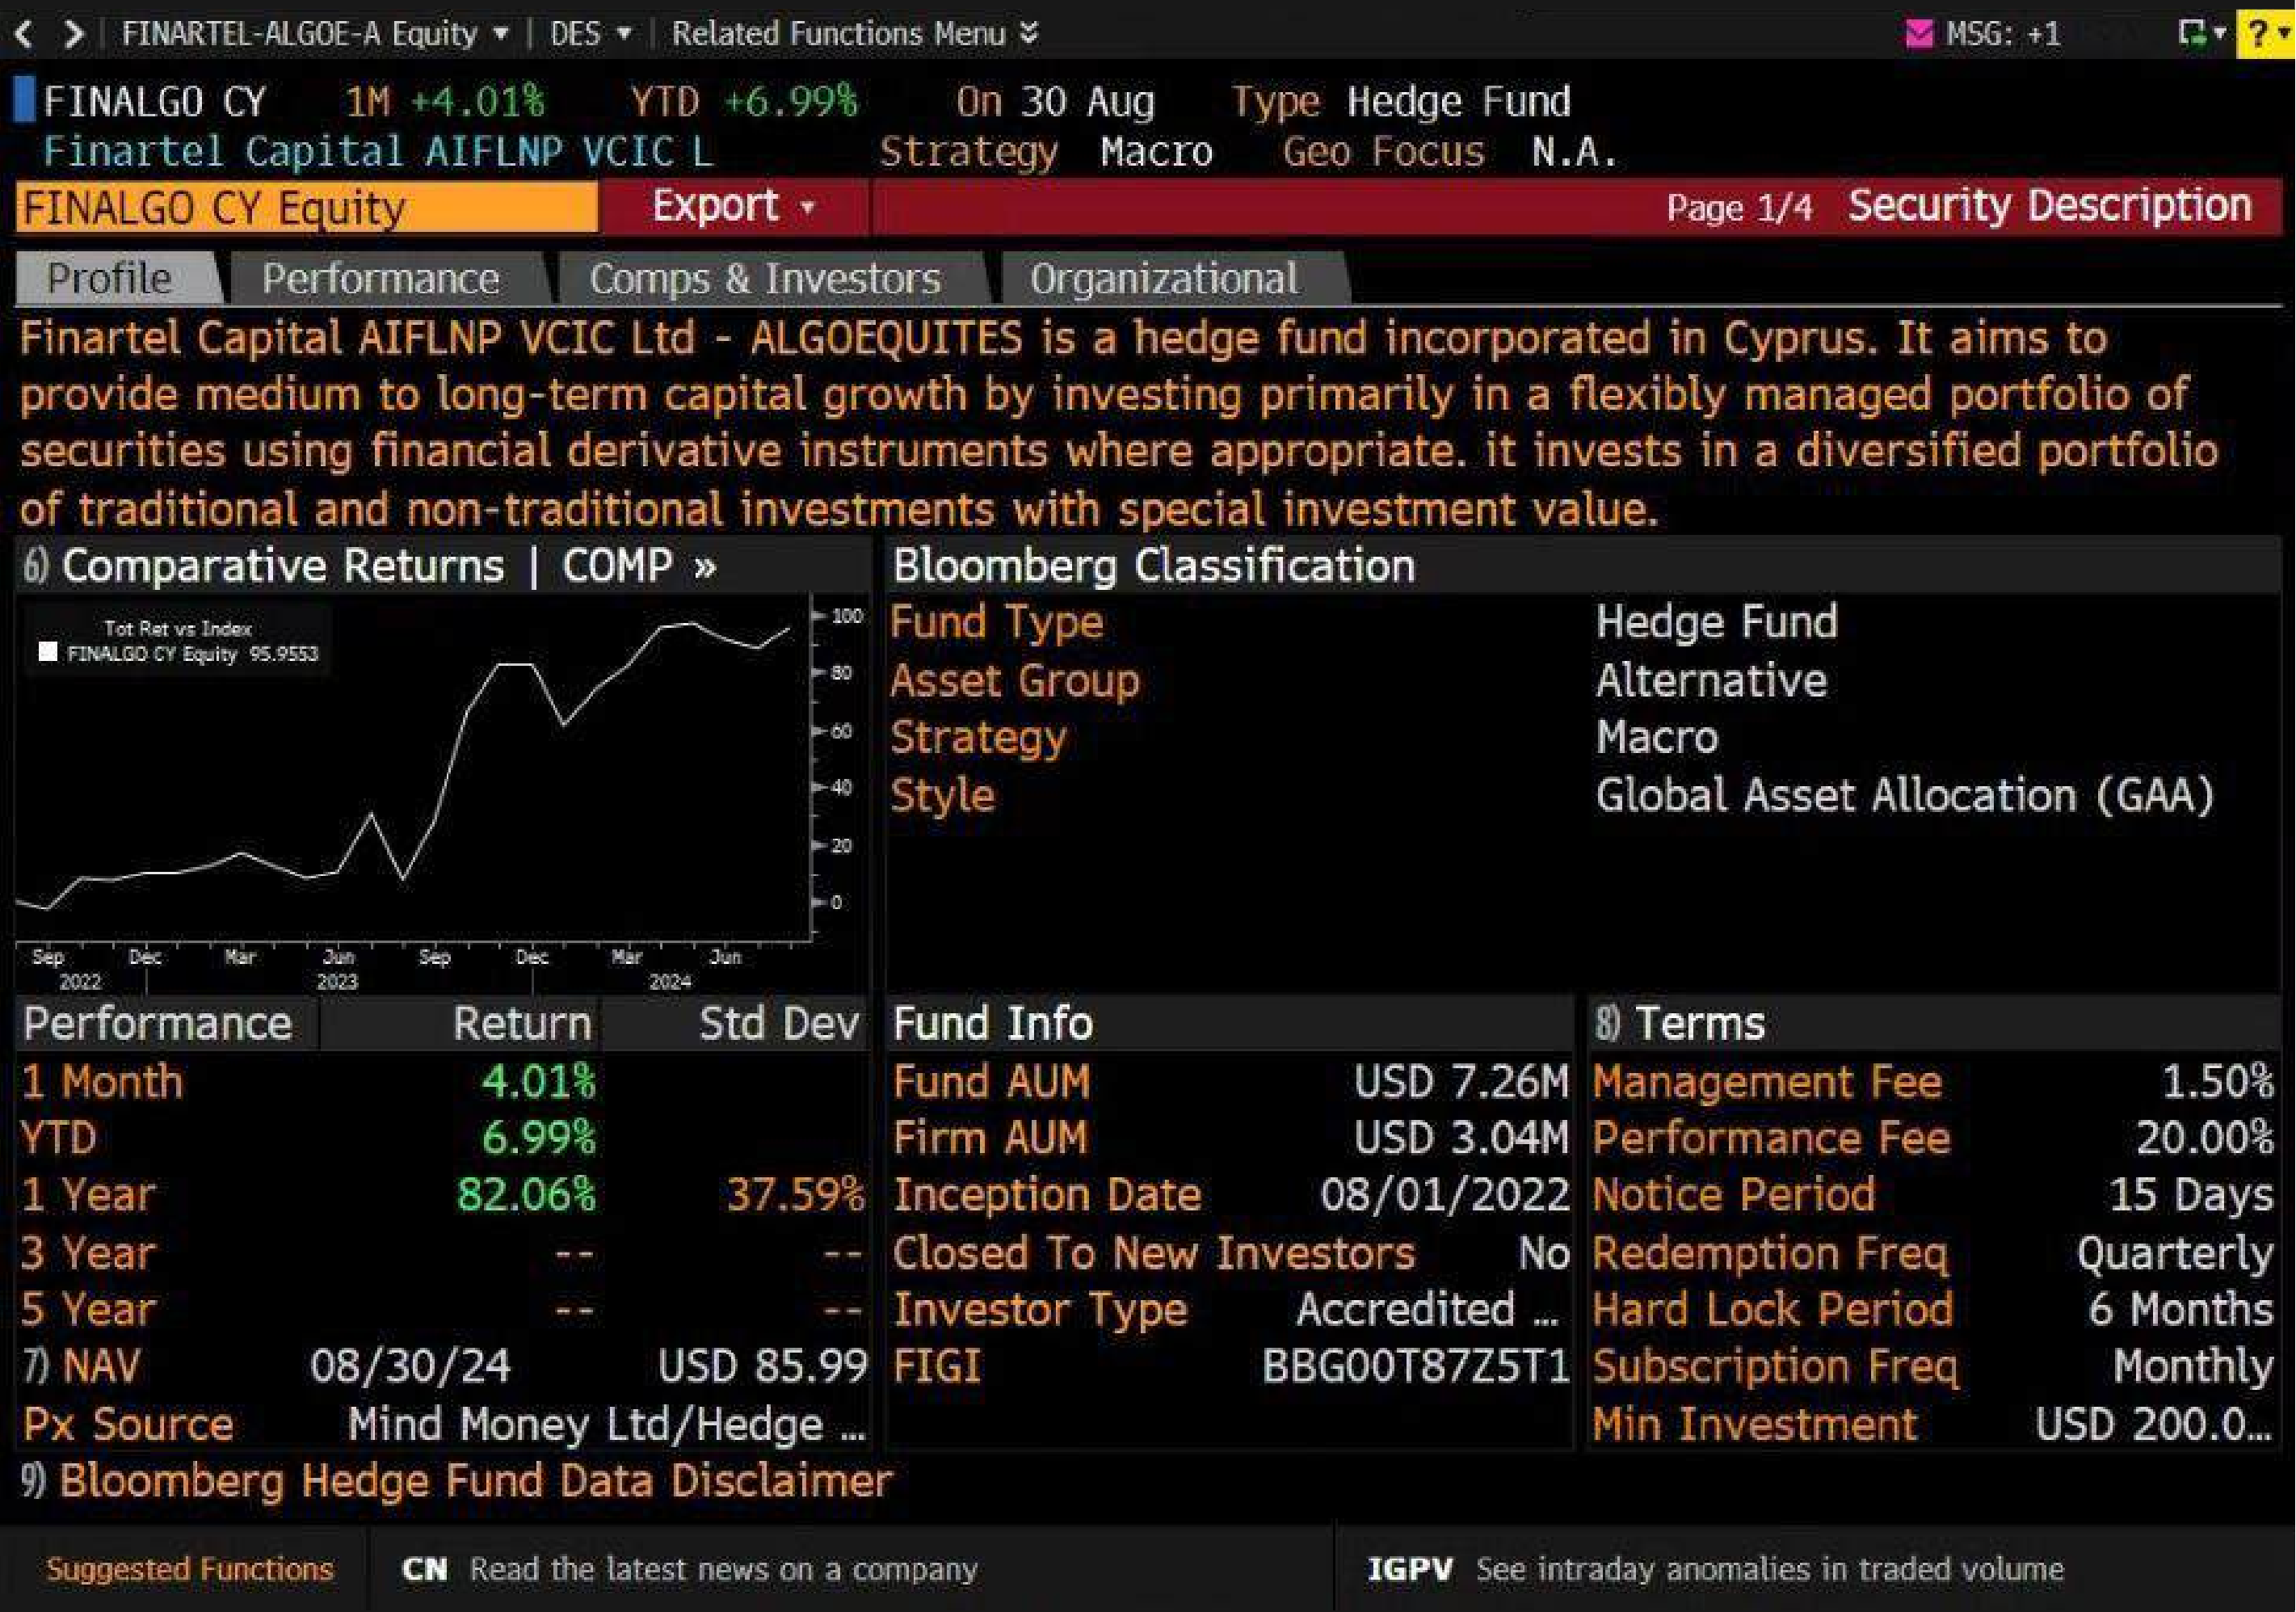 FINARTEL-ALGOE-A Equity DES Related Functions Menu MSG: +1 ?
FINALGO CY 1M +4.01% YTD +6.99% On 30 Aug Type Hedge Fund
Finartel Capital AIFLNP VCIC L Strategy Macro Geo Focus N.A.
FINALGO CY Equity Export Page 1/4 Security Description
Profile Performance Comps & Investors Organizational
Finartel Capital AIFLNP VCIC Ltd - ALGOEQUITES is a hedge fund incorporated in Cyprus. It aims to
provide medium to long-term capital growth by investing primarily in a flexibly managed portfolio of
securities using financial derivative instruments where appropriate. it invests in a diversified portfolio
of traditional and non-traditional investments with special investment value.
6) Comparative Returns | COMP »
Tot Ret vs Index
FINALGO CY Equity 95.9553
100
80
60
40
20
0
Sep Dec Mar Jun Sep Dec Mar Jun
2022 2023 2024
Bloomberg Classification
Fund Type Hedge Fund
Asset Group Alternative
Strategy Macro
Style Global Asset Allocation (GAA)
Performance Return Std Dev
1 Month 4.01%
YTD 6.99%
1 Year 82.06% 37.59%
3 Year -- --
5 Year -- --
7) NAV 08/30/24 USD 85.99
Px Source Mind Money Ltd/Hedge ...
Fund Info
Fund AUM USD 7.26M
Firm AUM USD 3.04M
Inception Date 08/01/2022
Closed To New Investors No
Investor Type Accredited ...
FIGI BBG00T87Z5T1
8) Terms
Management Fee 1.50%
Performance Fee 20.00%
Notice Period 15 Days
Redemption Freq Quarterly
Hard Lock Period 6 Months
Subscription Freq Monthly
Min Investment USD 200.0...
9) Bloomberg Hedge Fund Data Disclaimer
Suggested Functions CN Read the latest news on a company IGPV See intraday anomalies in traded volume